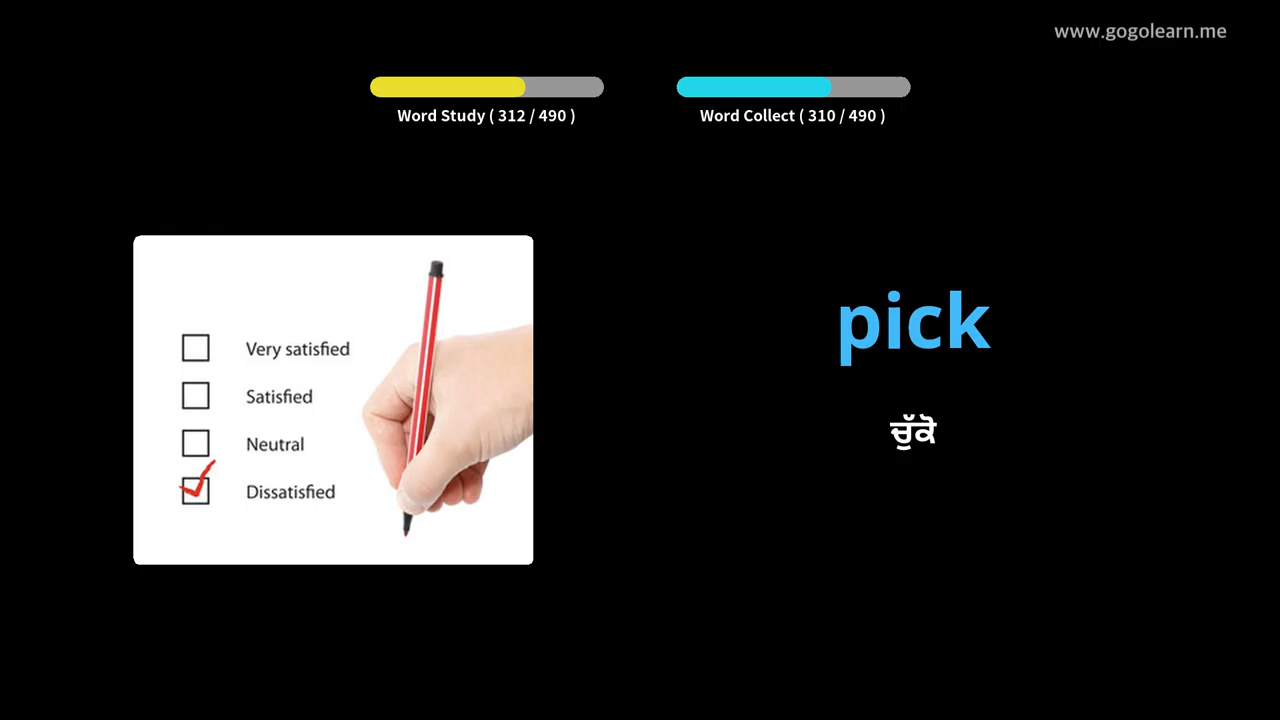 www.gogolearn.me
Word Study ( 312 / 490 )
Word Collect ( 310 / 490 )
Very satisfied
Satisfied
Neutral
Dissatisfied
pick
ਚੁੱਕੋ